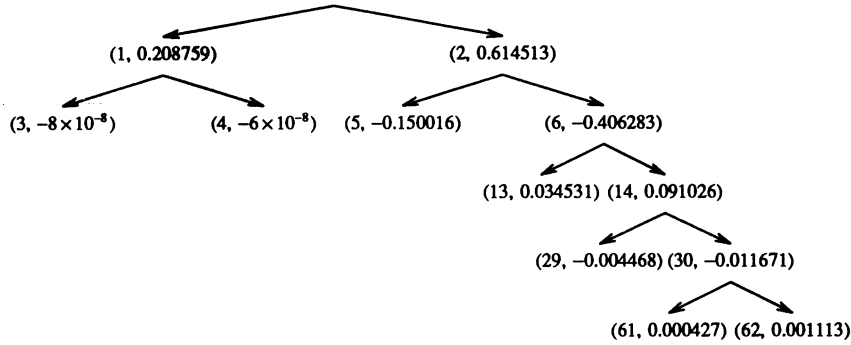 (1, 0.208759) (2, 0.614513)
(3, −8×10⁻⁸) (4, −6×10⁻⁸) (5, −0.150016) (6, −0.406283)
(13, 0.034531) (14, 0.091026)
(29, −0.004468) (30, −0.011671)
(61, 0.000427) (62, 0.001113)